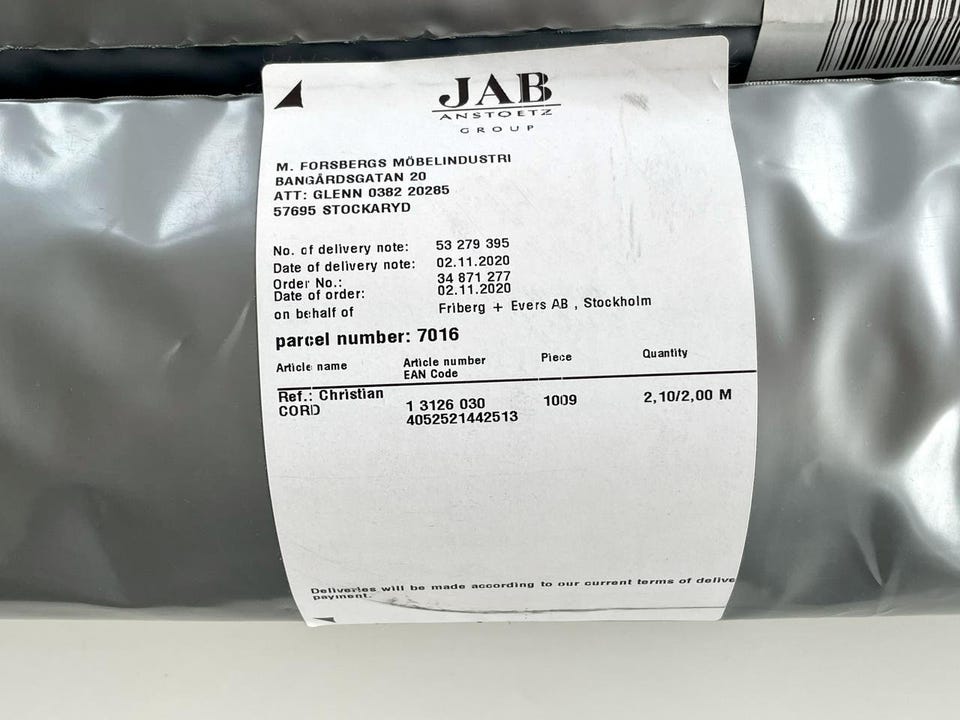 JAB
ANSTOETZ
GROUP
M. FORSBERGS MÖBELINDUSTRI
BANGÅRDSGATAN 20
ATT: GLENN 0382 20285
57695 STOCKARYD
No. of delivery note: 53 279 395
Date of delivery note: 02.11.2020
Order No.: 34 871 277
Date of order: 02.11.2020
on behalf of Friberg + Evers AB , Stockholm
parcel number: 7016
Article name Article number Piece Quantity
EAN Code
Ref.: Christian
CORD 1 3126 030 1009 2,10/2,00 M
4052521442513
Deliveries will be made according to our current terms of delive
payment.